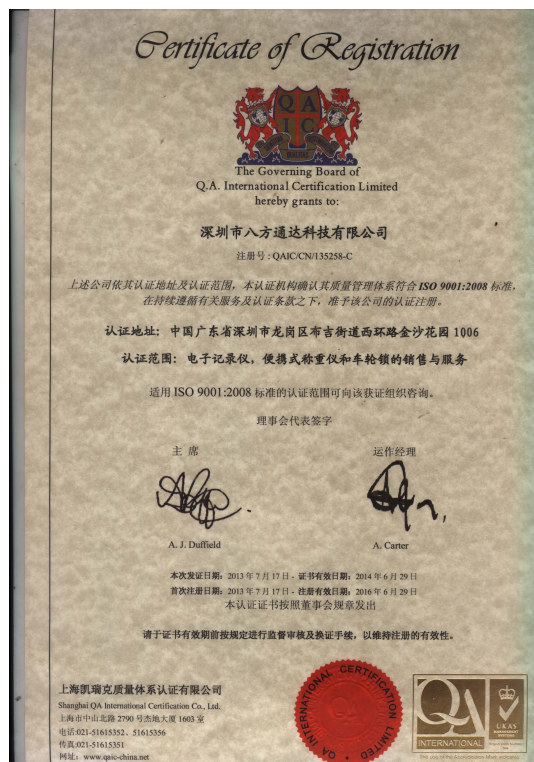 Certificate of Registration
QA
IC
The Governing Board of
Q.A. International Certification Limited
hereby grants to:
深圳市八方通达科技有限公司
注册号：QAIC/CN/135258-C
上述公司依其认证地址及认证范围，本认证机构确认其质量管理体系符合 ISO 9001:2008 标准，
在持续遵循有关服务及认证条款之下，准予该公司的认证注册。
认证地址：中国广东省深圳市龙岗区布吉街道西环路金沙花园 1006
认证范围：电子记录仪，便携式称重仪和车轮锁的销售与服务
适用 ISO 9001:2008 标准的认证范围可向该获证组织咨询。
理事会代表签字
主 席 运作经理
A. J. Duffield A. Carter
本次发证日期：2013 年 7 月 17 日 - 证书有效日期：2014 年 6 月 29 日
首次注册日期：2013 年 7 月 17 日 - 注册有效日期：2016 年 6 月 29 日
本认证证书按照董事会规章发出
请于证书有效期前按规定进行监督审核及换证手续，以维持注册的有效性。
上海凯瑞克质量体系认证有限公司
Shanghai QA International Certification Co., Ltd.
上海市中山北路 2790 号杰地大厦 1603 室
电话:021-51615352、51615356
传真:021-51615351
网址：www.qaic-china.net
QA INTERNATIONAL CERTIFICATION LIMITED
QA
QA
INTERNATIONAL
UKAS
MANAGEMENT
SYSTEMS